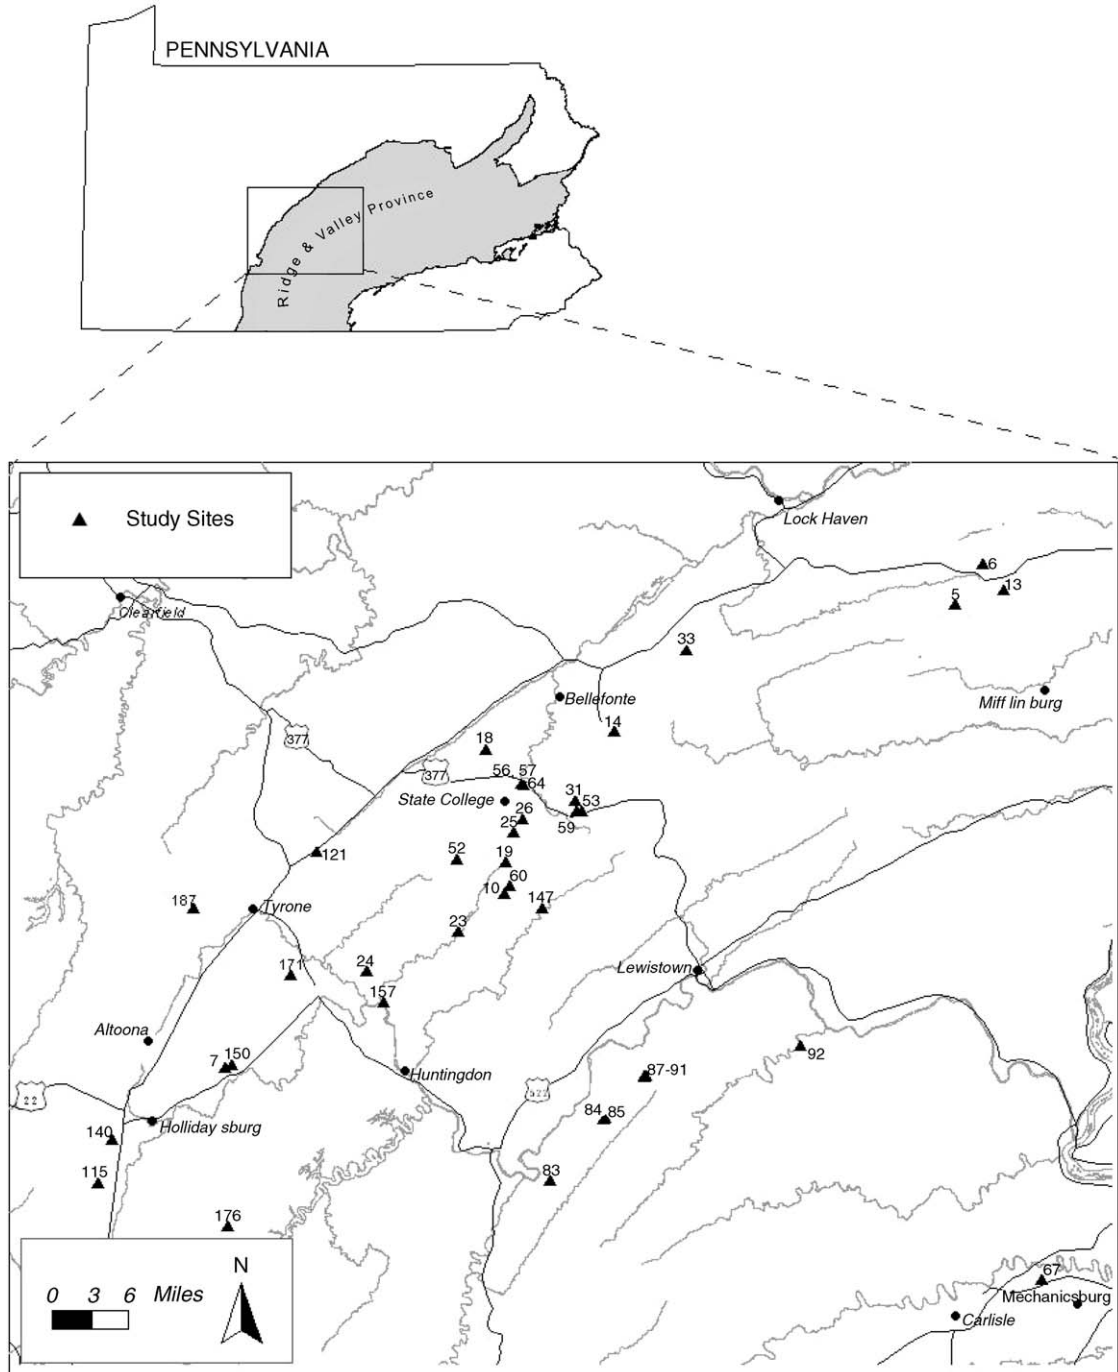 PENNSYLVANIA
Ridge & Valley Province
Study Sites
Lock Haven
Clearfield
6
13
5
33
Bellefonte
Miff lin burg
14
377
18
377
56
57
64
State College
31
53
26
59
25
121
52
19
60
10
147
187
Tyrone
23
Lewistown
171
24
157
Altoona
92
7
150
Huntingdon
87-91
22
522
84
85
Holliday sburg
140
115
83
176
N
67
0 3 6 Miles
Mechanicsburg
Carlisle